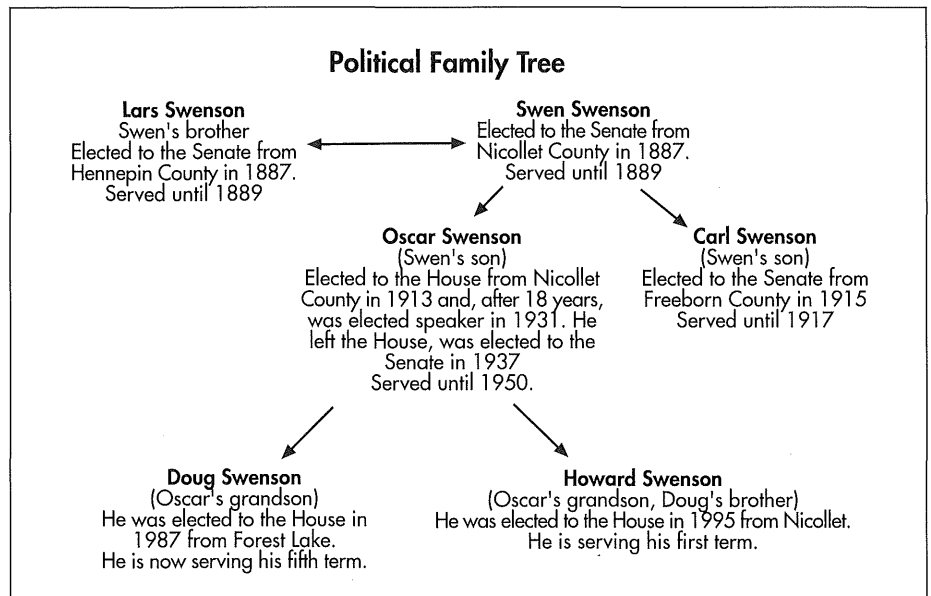 Political Family Tree
Lars Swenson
Swen's brother
Elected to the Senate from
Hennepin County in 1887.
Served until 1889
Swen Swenson
Elected to the Senate from
Nicollet County in 1887.
Served until 1889
Oscar Swenson
(Swen's son)
Elected to the House from Nicollet
County in 1913 and, after 18 years,
was elected speaker in 1931. He
left the House, was elected to the
Senate in 1937
Served until 1950.
Carl Swenson
(Swen's son)
Elected to the Senate from
Freeborn County in 1915
Served until 1917
Doug Swenson
(Oscar's grandson)
He was elected to the House in
1987 from Forest Lake.
He is now serving his fifth term.
Howard Swenson
(Oscar's grandson, Doug's brother)
He was elected to the House in 1995 from Nicollet.
He is serving his first term.